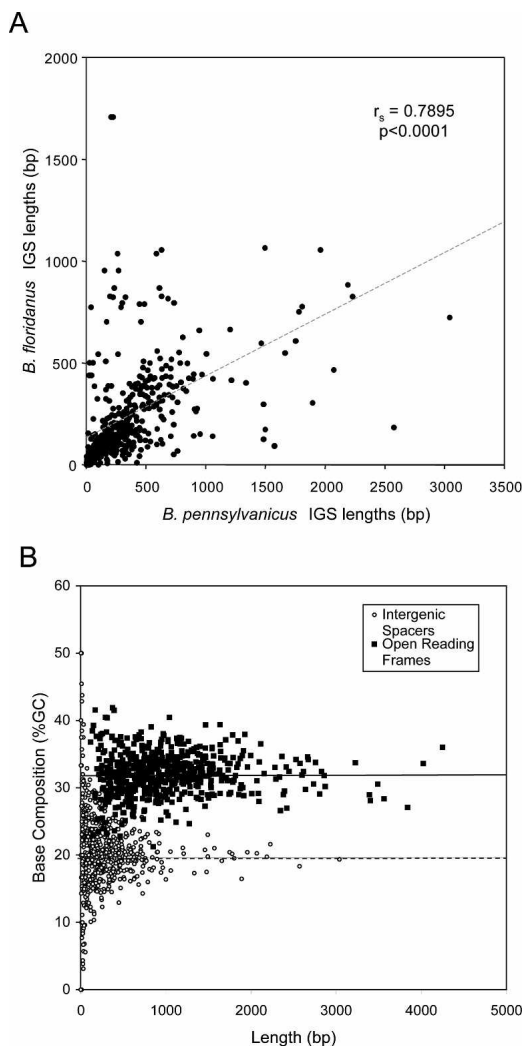 A
2000
1500
1000
500
0
B. floridanus IGS lengths (bp)
rs = 0.7895
p<0.0001
0 500 1000 1500 2000 2500 3000 3500
B. pennsylvanicus IGS lengths (bp)
B
60
50
40
30
20
10
0
Base Composition (%GC)
Intergenic
Spacers
Open Reading
Frames
0 1000 2000 3000 4000 5000
Length (bp)